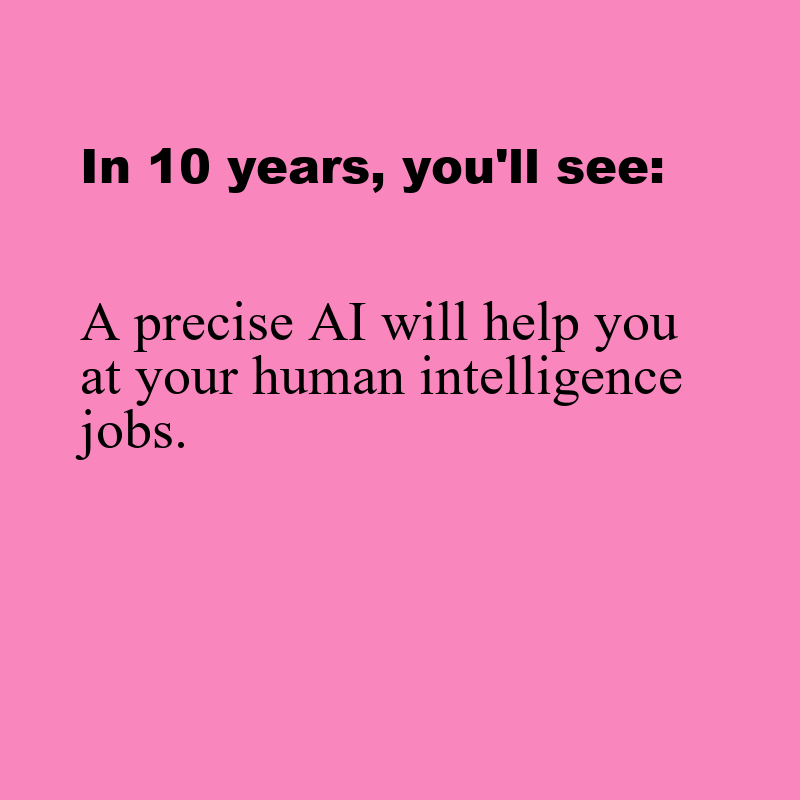 In 10 years, you'll see:
A precise AI will help you
at your human intelligence
jobs.